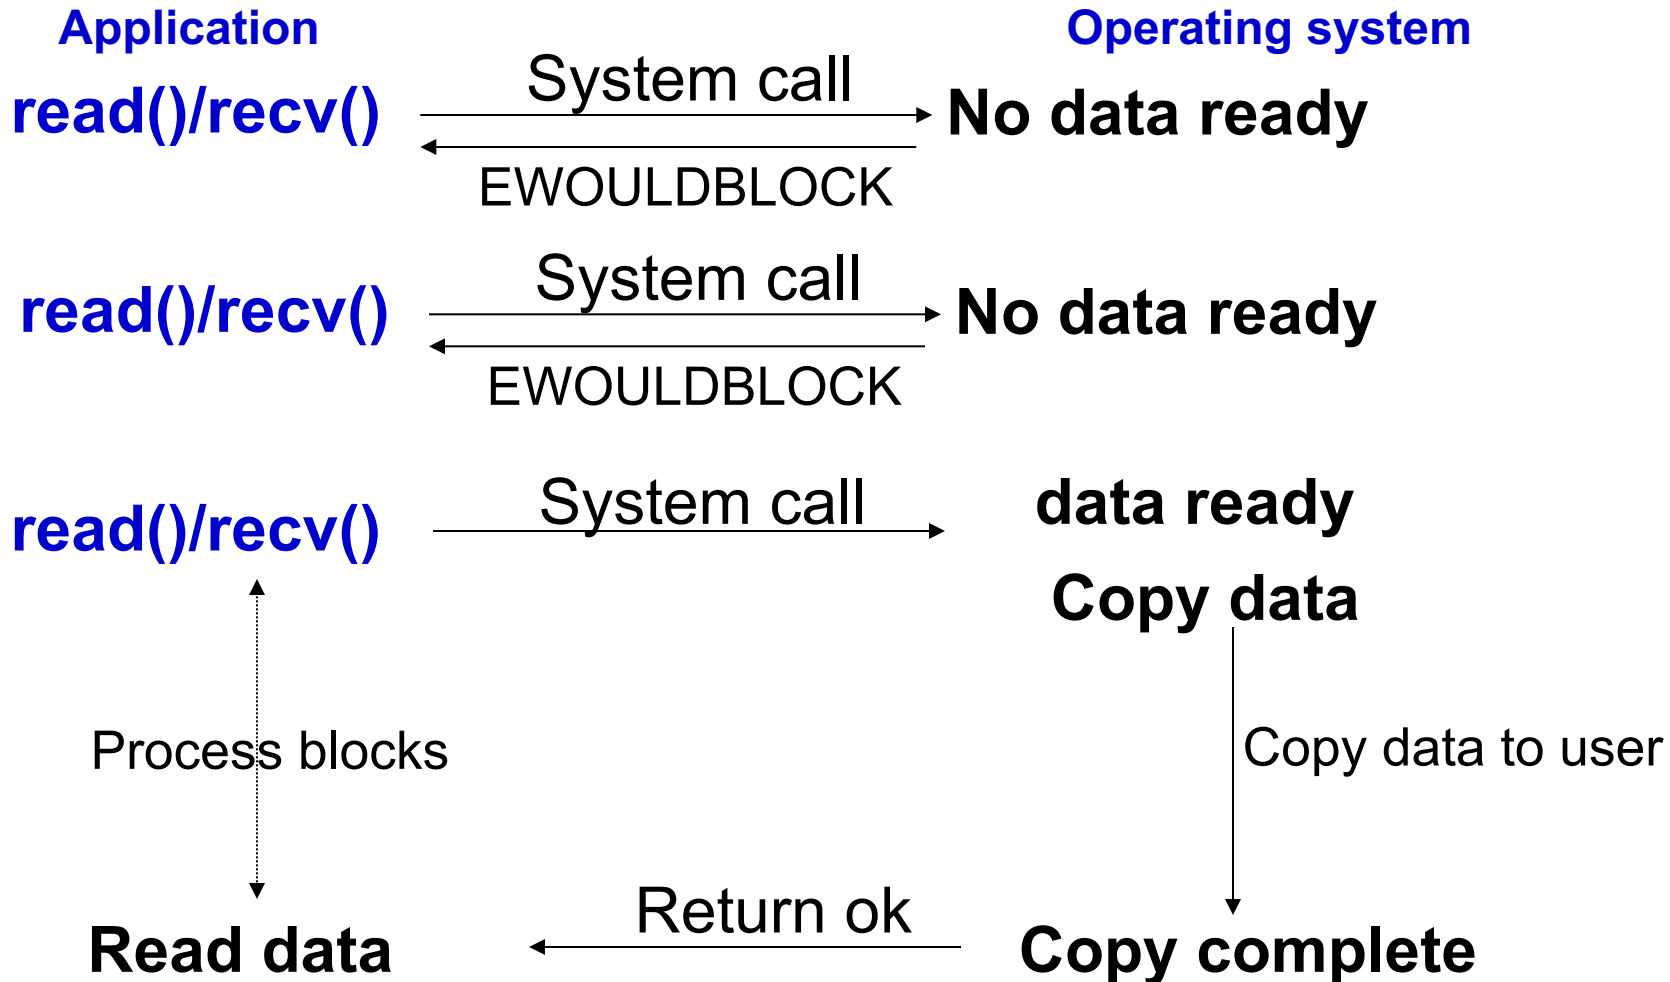 Application
Operating system
read()/recv()
System call
No data ready
EWOULDBLOCK
read()/recv()
System call
No data ready
EWOULDBLOCK
read()/recv()
System call
data ready
Copy data
Process blocks
Copy data to user
Read data
Return ok
Copy complete